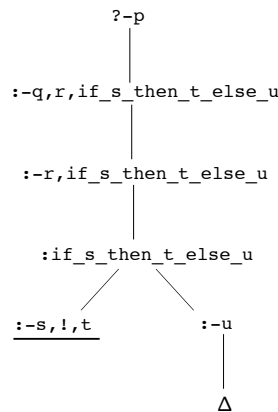 ?-p
:-q,r,if_s_then_t_else_u
:-r,if_s_then_t_else_u
:if_s_then_t_else_u
:-s,!,t
:-u
Δ